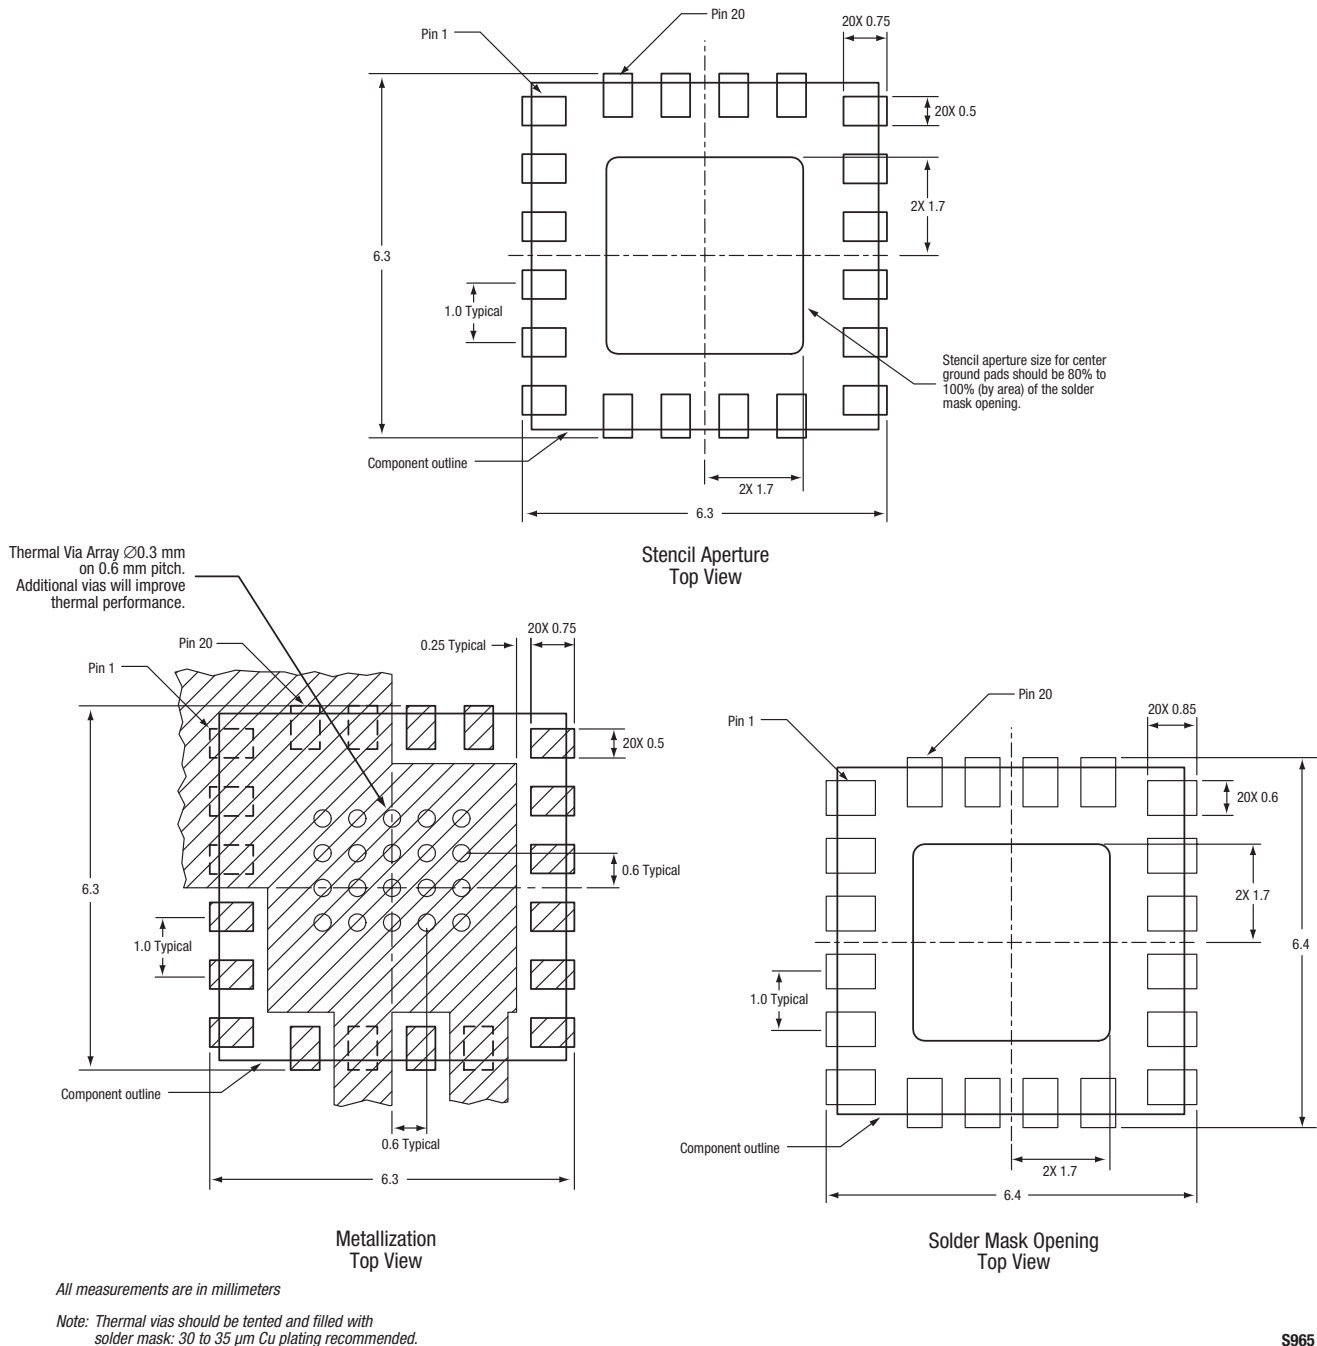 Pin 20
20X 0.75
Pin 1
20X 0.5
2X 1.7
6.3
1.0 Typical
Stencil aperture size for center
ground pads should be 80% to
100% (by area) of the solder
mask opening.
Component outline
2X 1.7
6.3
Stencil Aperture
Top View
Thermal Via Array ∅0.3 mm
on 0.6 mm pitch.
Additional vias will improve
thermal performance.
20X 0.75
Pin 20
0.25 Typical
Pin 1
20X 0.5
0.6 Typical
6.3
1.0 Typical
Component outline
0.6 Typical
6.3
Metallization
Top View
Pin 20
20X 0.85
Pin 1
20X 0.6
2X 1.7
6.4
1.0 Typical
Component outline
2X 1.7
6.4
Solder Mask Opening
Top View
All measurements are in millimeters
Note: Thermal vias should be tented and filled with
solder mask: 30 to 35 μm Cu plating recommended.
S965